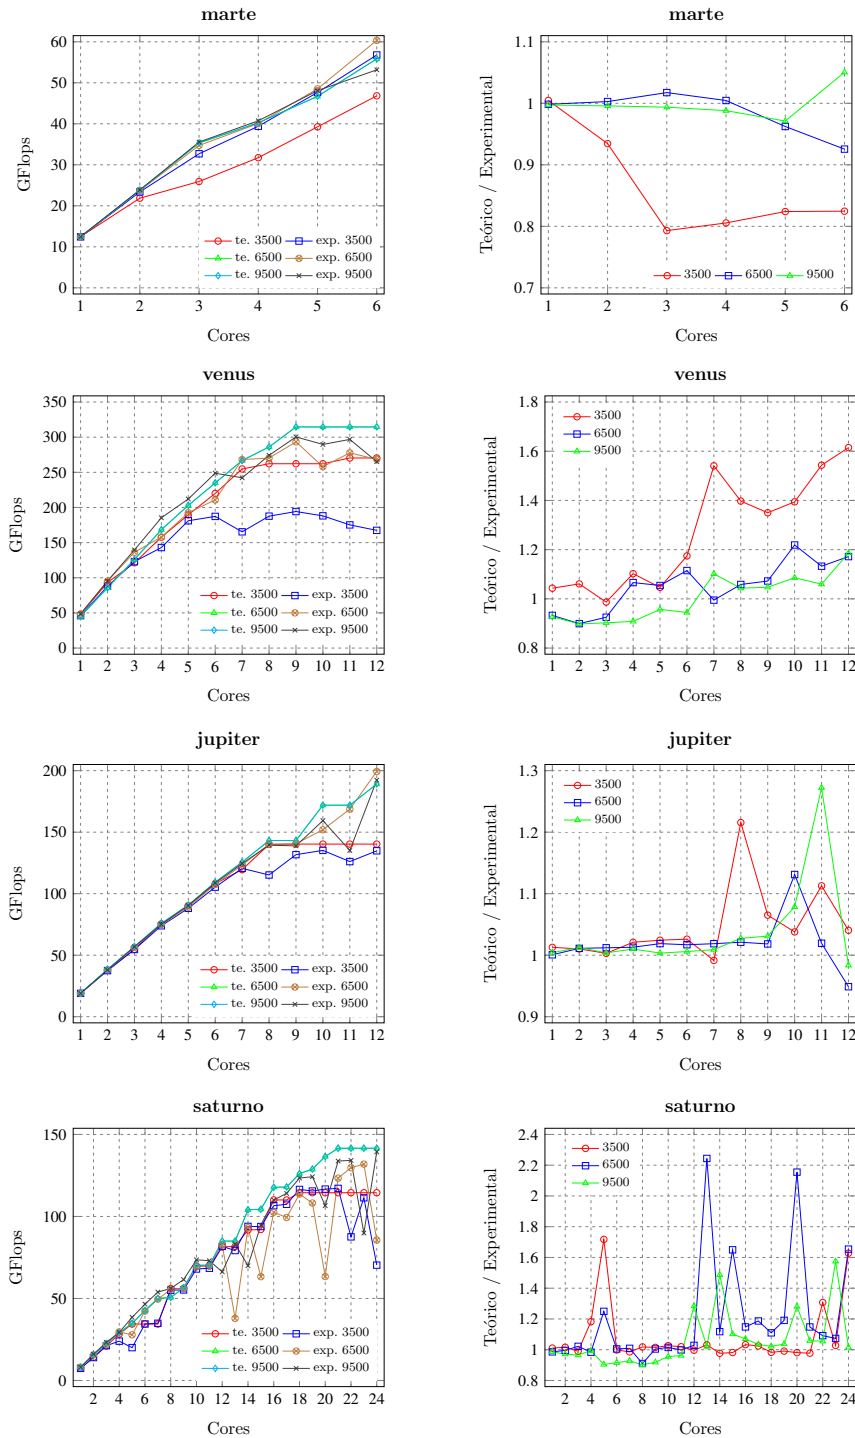 marte
60
50
40
30
20
10
0
GFlops
te. 3500 exp. 3500
te. 6500 exp. 6500
te. 9500 exp. 9500
1 2 3 4 5 6
Cores
marte
1.1
1
0.9
0.8
0.7
Teórico / Experimental
3500 6500 9500
1 2 3 4 5 6
Cores
venus
350
300
250
200
150
100
50
0
GFlops
te. 3500 exp. 3500
te. 6500 exp. 6500
te. 9500 exp. 9500
1 2 3 4 5 6 7 8 9 10 11 12
Cores
venus
1.8
1.6
1.4
1.2
1
0.8
Teórico / Experimental
3500
6500
9500
1 2 3 4 5 6 7 8 9 10 11 12
Cores
jupiter
200
150
100
50
0
GFlops
te. 3500 exp. 3500
te. 6500 exp. 6500
te. 9500 exp. 9500
1 2 3 4 5 6 7 8 9 10 11 12
Cores
jupiter
1.3
1.2
1.1
1
0.9
Teórico / Experimental
3500
6500
9500
1 2 3 4 5 6 7 8 9 10 11 12
Cores
saturno
150
100
50
0
GFlops
te. 3500 exp. 3500
te. 6500 exp. 6500
te. 9500 exp. 9500
2 4 6 8 10 12 14 16 18 20 22 24
Cores
saturno
2.4
2.2
2
1.8
1.6
1.4
1.2
1
0.8
Teórico / Experimental
3500
6500
9500
2 4 6 8 10 12 14 16 18 20 22 24
Cores